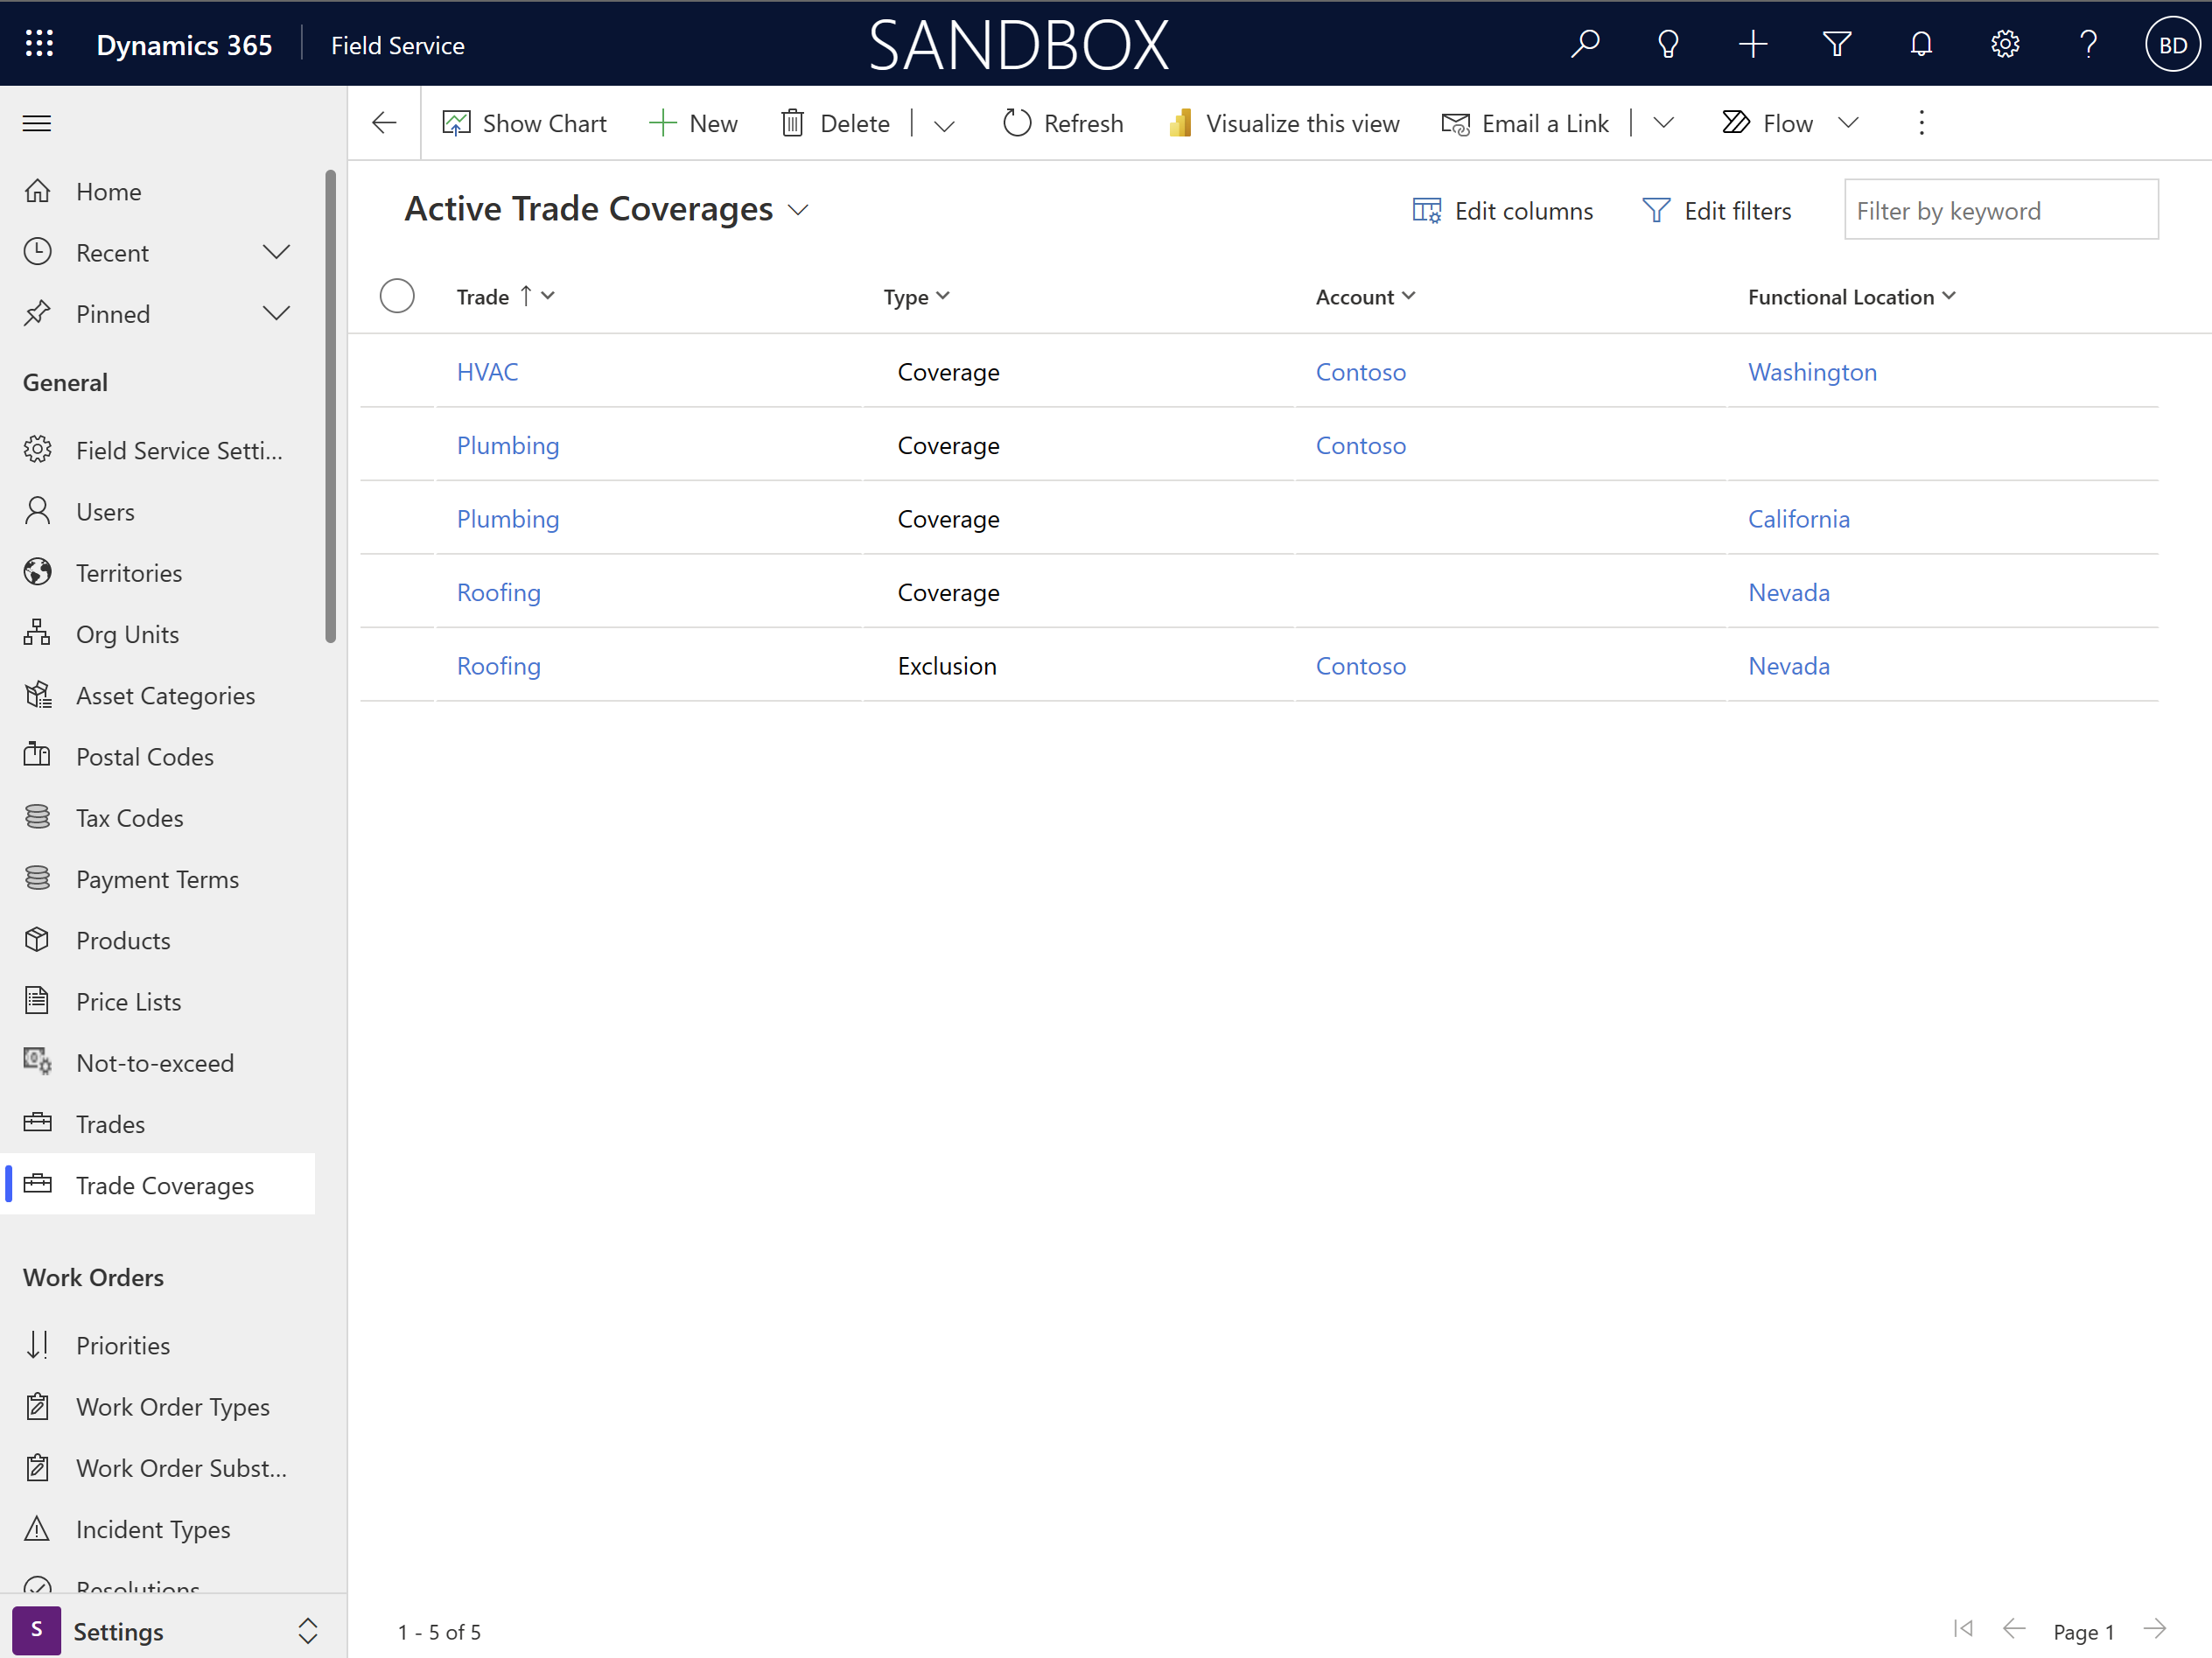 Dynamics 365 Field Service SANDBOX BD
Show Chart New Delete Refresh Visualize this view Email a Link Flow
Home
Recent
Pinned
General
Field Service Setti...
Users
Territories
Org Units
Asset Categories
Postal Codes
Tax Codes
Payment Terms
Products
Price Lists
Not-to-exceed
Trades
Trade Coverages
Work Orders
Priorities
Work Order Types
Work Order Subst...
Incident Types
Resolutions
S Settings
Active Trade Coverages Edit columns Edit filters Filter by keyword
Trade Type Account Functional Location
HVAC Coverage Contoso Washington
Plumbing Coverage Contoso
Plumbing Coverage California
Roofing Coverage Nevada
Roofing Exclusion Contoso Nevada
1 - 5 of 5 Page 1